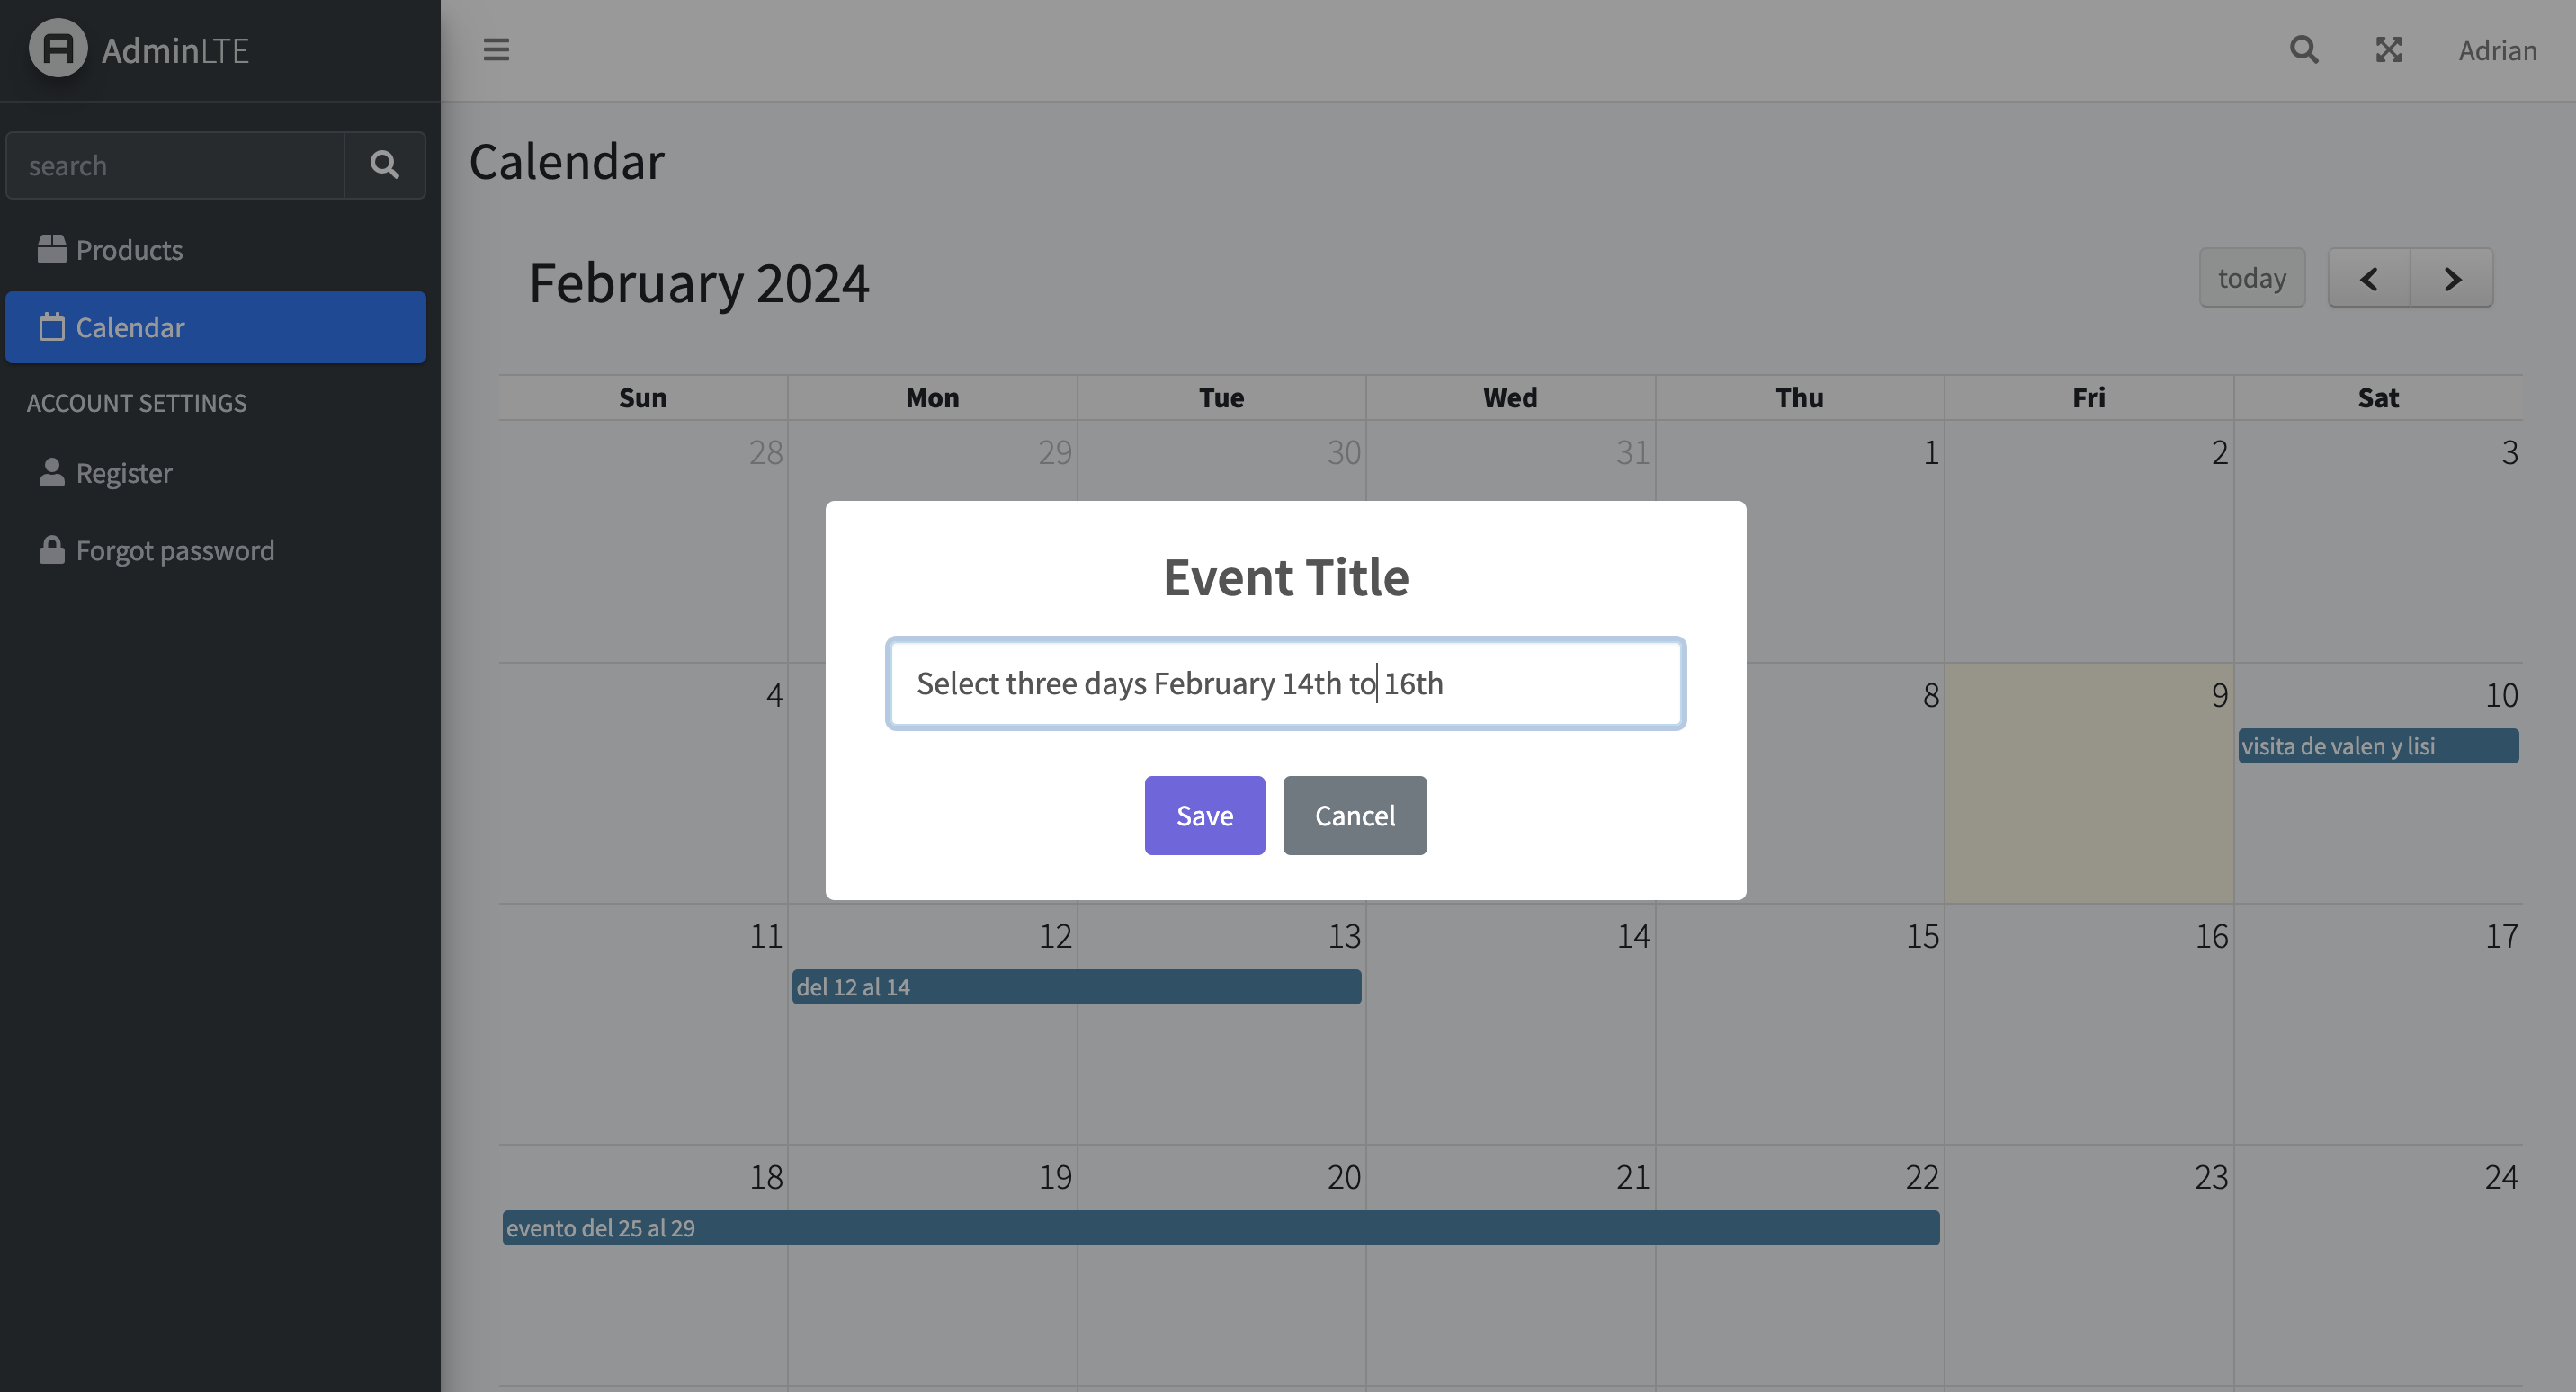 AdminLTE
Adrian
search
Products
Calendar
ACCOUNT SETTINGS
Register
Forgot password
Calendar
February 2024
today
Sun Mon Tue Wed Thu Fri Sat
28 29 30 31 1 2 3
Event Title
Select three days February 14th to 16th
Save Cancel
4 8 9 10
visita de valen y lisi
11 12 13 14 15 16 17
del 12 al 14
18 19 20 21 22 23 24
evento del 25 al 29